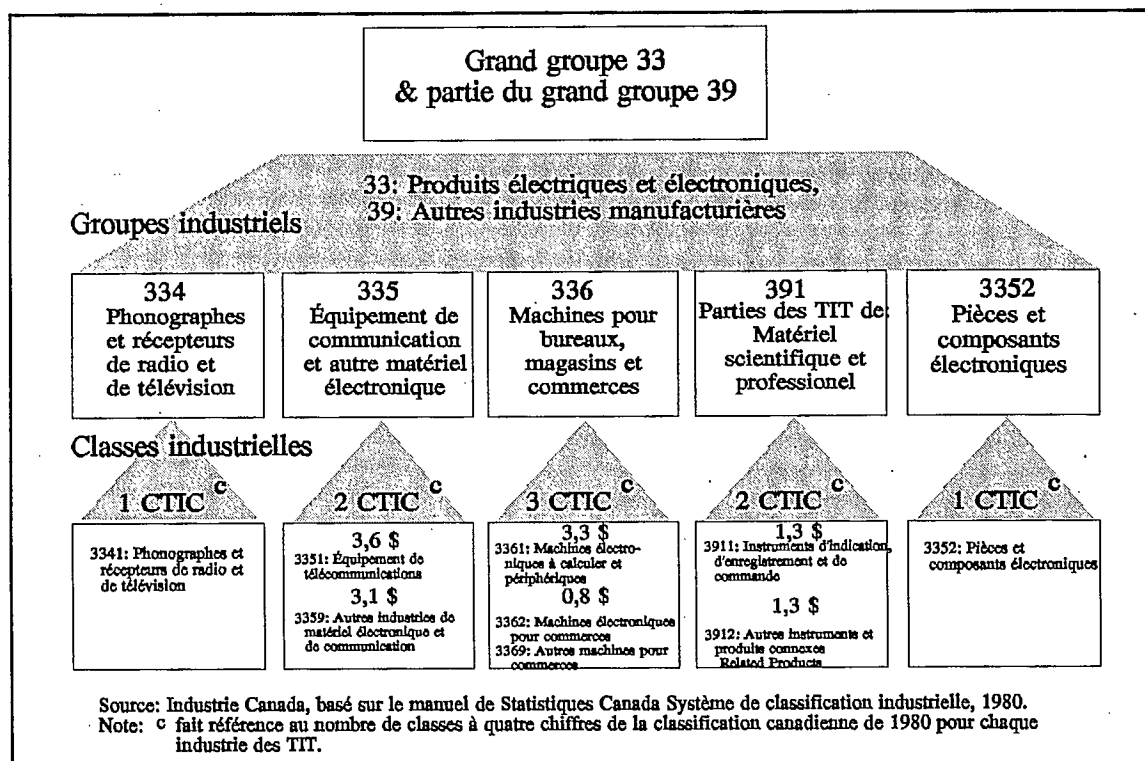 Grand groupe 33
& partie du grand groupe 39
33: Produits électriques et électroniques,
39: Autres industries manufacturières
Groupes industriels
334
Phonographes
et récepteurs
de radio et
de télévision
335
Équipement de
communication
et autre matériel
électronique
336
Machines pour
bureaux,
magasins et
commerces
391
Parties des TIT de:
Matériel
scientifique et
professionel
3352
Pièces et
composants
électroniques
Classes industrielles
1 CTIC c
2 CTIC c
3 CTIC c
2 CTIC c
1 CTIC c
3341: Phonographes et
récepteurs de radio et
de télévision
3,6 $
3351: Équipement de
télécommunications
3,1 $
3359: Autres industries de
matériel électronique et
de communication
3,3 $
3361: Machines électro-
niques à calculer et
périphériques
0,8 $
3362: Machines électroniques
pour commerces
3369: Autres machines pour
commerces
1,3 $
3911: Instruments d'indication,
d'enregistrement et de
commande
1,3 $
3912: Autres instruments et
produits connexes
Related Products
3352: Pièces et
composants électroniques
Source: Industrie Canada, basé sur le manuel de Statistiques Canada Système de classification industrielle, 1980.
Note: c fait référence au nombre de classes à quatre chiffres de la classification canadienne de 1980 pour chaque
industrie des TIT.